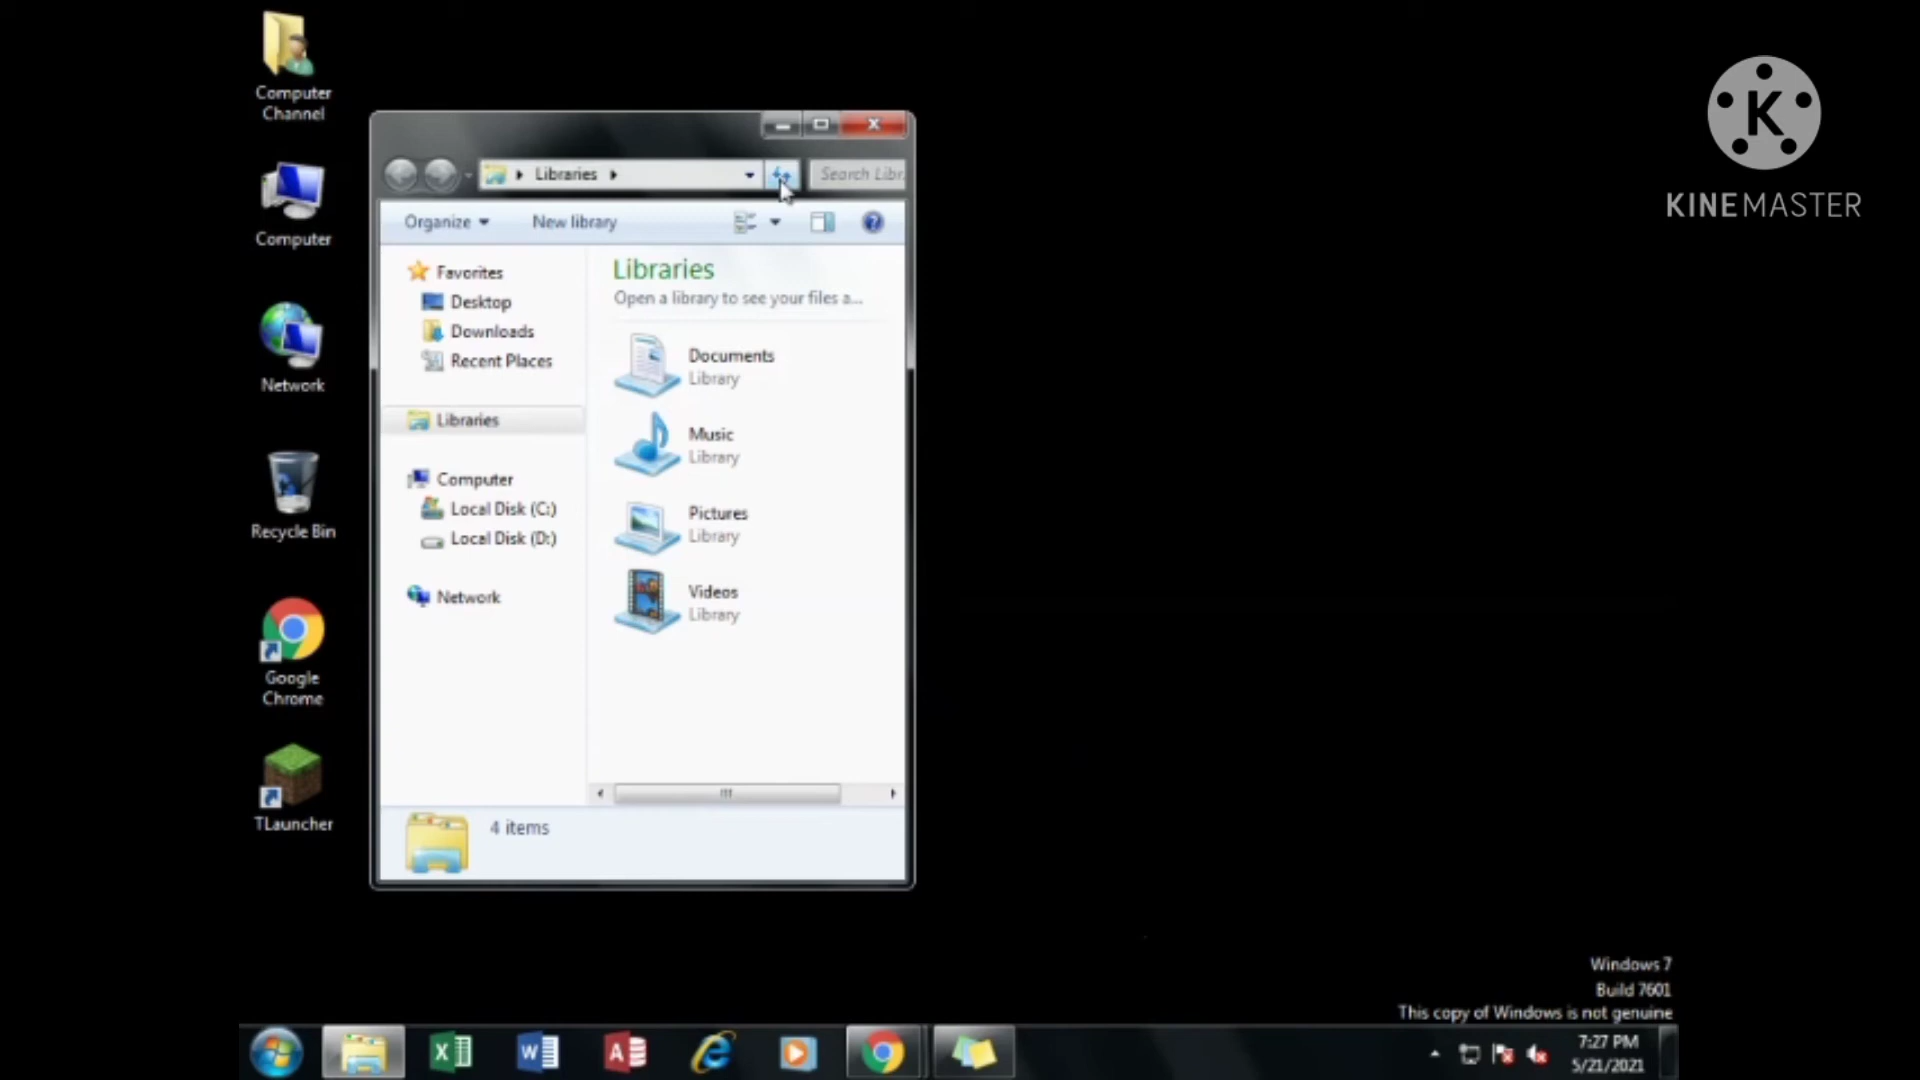 Computer
Channel
Computer
Network
Recycle Bin
Google
Chrome
TLauncher
Libraries
Search Libr
Organize
New library
Favorites
Desktop
Downloads
Recent Places
Libraries
Computer
Local Disk (C:)
Local Disk (D:)
Network
Libraries
Open a library to see your files a...
Documents
Library
Music
Library
Pictures
Library
Videos
Library
4 items
K
KINEMASTER
Windows 7
Build 7601
This copy of Windows is not genuine
7:27 PM
5/21/2021